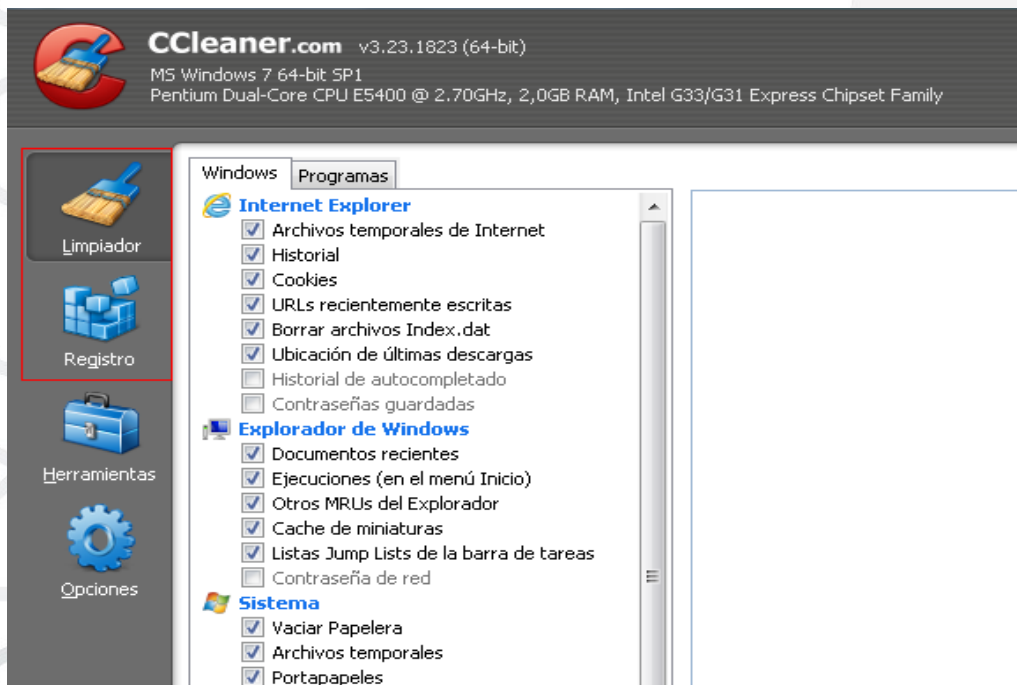 CCleaner.com v3.23.1823 (64-bit)
MS Windows 7 64-bit SP1
Pentium Dual-Core CPU E5400 @ 2.70GHz, 2,0GB RAM, Intel G33/G31 Express Chipset Family
Limpiador
Registro
Herramientas
Opciones
Windows Programas
Internet Explorer
Archivos temporales de Internet
Historial
Cookies
URLs recientemente escritas
Borrar archivos Index.dat
Ubicación de últimas descargas
Historial de autocompletado
Contraseñas guardadas
Explorador de Windows
Documentos recientes
Ejecuciones (en el menú Inicio)
Otros MRUs del Explorador
Cache de miniaturas
Listas Jump Lists de la barra de tareas
Contraseña de red
Sistema
Vaciar Papelera
Archivos temporales
Portapapeles